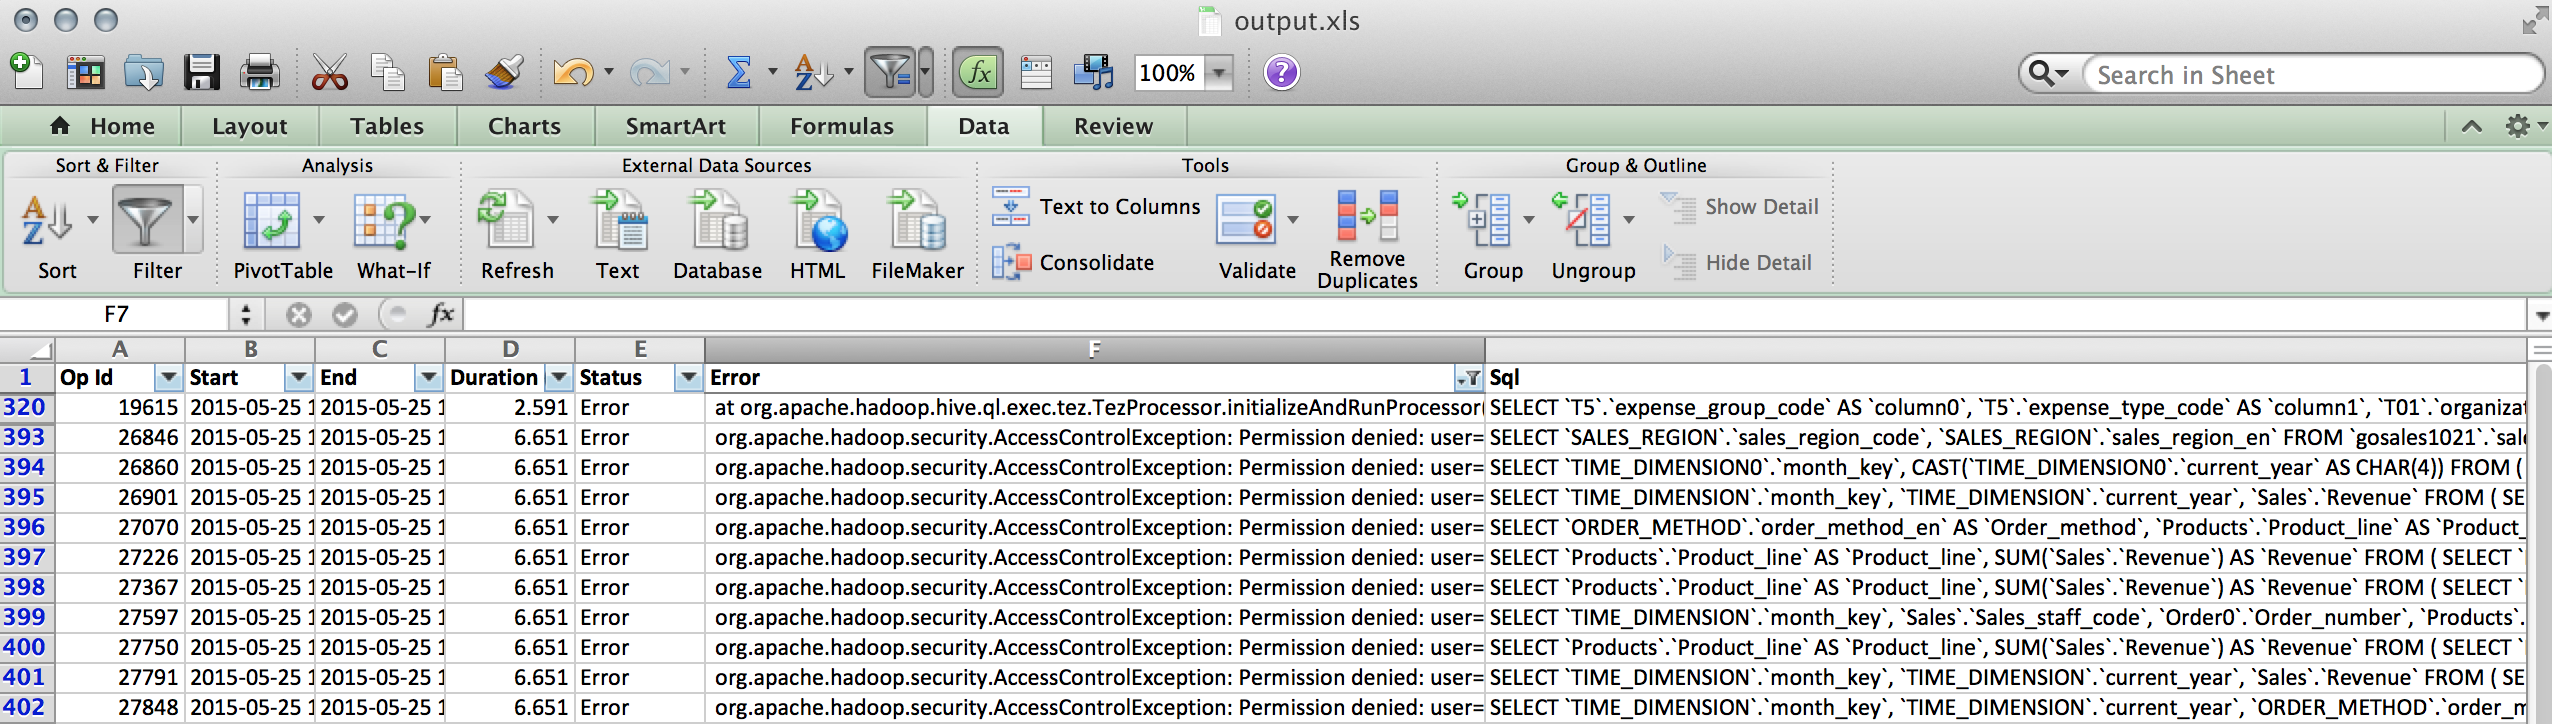 output.xls
100%
Search in Sheet
Home Layout Tables Charts SmartArt Formulas Data Review
Sort & Filter Analysis External Data Sources Tools Group & Outline
Sort Filter PivotTable What-If Refresh Text Database HTML FileMaker Text to Columns Consolidate Validate Remove Duplicates Group Ungroup Show Detail Hide Detail
F7 fx
A B C D E F
1 Op Id Start End Duration Status Error Sql
320 19615 2015-05-25 1 2015-05-25 1 2.591 Error at org.apache.hadoop.hive.ql.exec.tez.TezProcessor.initializeAndRunProcessor( SELECT `T5`.`expense_group_code` AS `column0`, `T5`.`expense_type_code` AS `column1`, `T01`.`organizat
393 26846 2015-05-25 1 2015-05-25 1 6.651 Error org.apache.hadoop.security.AccessControlException: Permission denied: user= SELECT `SALES_REGION`.`sales_region_code`, `SALES_REGION`.`sales_region_en` FROM `gosales1021`.`sale
394 26860 2015-05-25 1 2015-05-25 1 6.651 Error org.apache.hadoop.security.AccessControlException: Permission denied: user= SELECT `TIME_DIMENSION0`.`month_key`, CAST(`TIME_DIMENSION0`.`current_year` AS CHAR(4)) FROM (
395 26901 2015-05-25 1 2015-05-25 1 6.651 Error org.apache.hadoop.security.AccessControlException: Permission denied: user= SELECT `TIME_DIMENSION`.`month_key`, `TIME_DIMENSION`.`current_year`, `Sales`.`Revenue` FROM ( SE
396 27070 2015-05-25 1 2015-05-25 1 6.651 Error org.apache.hadoop.security.AccessControlException: Permission denied: user= SELECT `ORDER_METHOD`.`order_method_en` AS `Order_method`, `Products`.`Product_line` AS `Product_
397 27226 2015-05-25 1 2015-05-25 1 6.651 Error org.apache.hadoop.security.AccessControlException: Permission denied: user= SELECT `Products`.`Product_line` AS `Product_line`, SUM(`Sales`.`Revenue`) AS `Revenue` FROM ( SELECT `
398 27367 2015-05-25 1 2015-05-25 1 6.651 Error org.apache.hadoop.security.AccessControlException: Permission denied: user= SELECT `Products`.`Product_line` AS `Product_line`, SUM(`Sales`.`Revenue`) AS `Revenue` FROM ( SELECT `
399 27597 2015-05-25 1 2015-05-25 1 6.651 Error org.apache.hadoop.security.AccessControlException: Permission denied: user= SELECT `TIME_DIMENSION`.`month_key`, `Sales`.`Sales_staff_code`, `Order0`.`Order_number`, `Products`.
400 27750 2015-05-25 1 2015-05-25 1 6.651 Error org.apache.hadoop.security.AccessControlException: Permission denied: user= SELECT `Products`.`Product_line` AS `Product_line`, SUM(`Sales`.`Revenue`) AS `Revenue` FROM ( SELECT `
401 27791 2015-05-25 1 2015-05-25 1 6.651 Error org.apache.hadoop.security.AccessControlException: Permission denied: user= SELECT `TIME_DIMENSION`.`month_key`, `TIME_DIMENSION`.`current_year`, `Sales`.`Revenue` FROM ( SE
402 27848 2015-05-25 1 2015-05-25 1 6.651 Error org.apache.hadoop.security.AccessControlException: Permission denied: user= SELECT `TIME_DIMENSION`.`month_key`, `TIME_DIMENSION`.`current_year`, `ORDER_METHOD`.`order_m